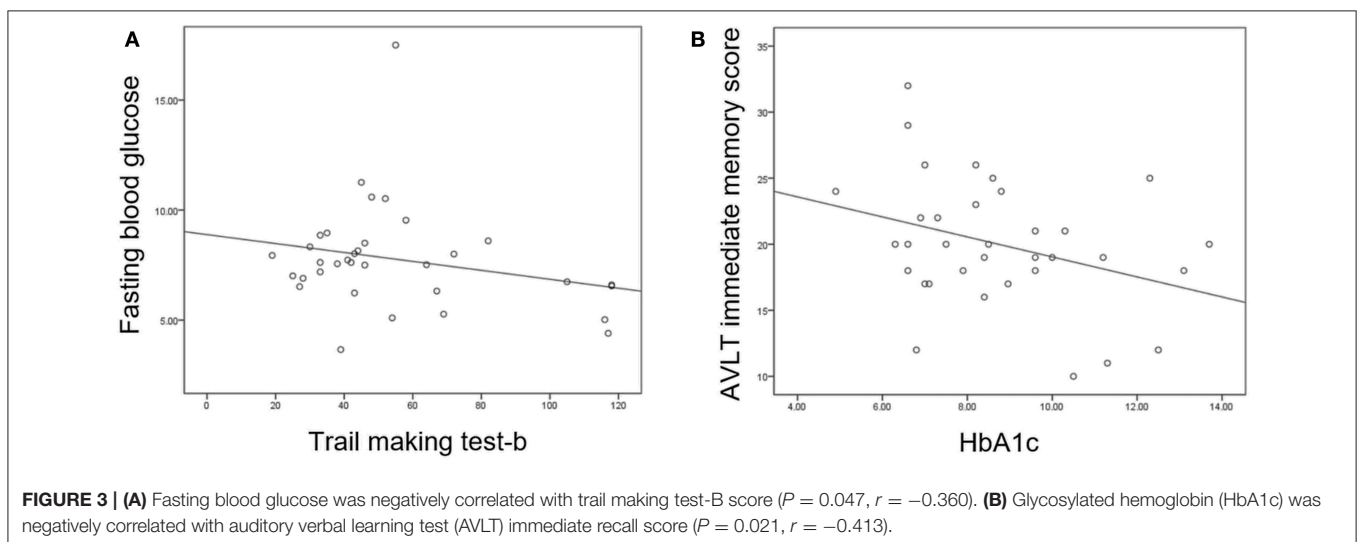 A
Fasting blood glucose
15.00
10.00
5.00
0 20 40 60 80 100 120
Trail making test-b
B
AVLT immediate memory score
35
30
25
20
15
10
4.00 6.00 8.00 10.00 12.00 14.00
HbA1c
FIGURE 3 | (A) Fasting blood glucose was negatively correlated with trail making test-B score (P = 0.047, r = −0.360). (B) Glycosylated hemoglobin (HbA1c) was
negatively correlated with auditory verbal learning test (AVLT) immediate recall score (P = 0.021, r = −0.413).